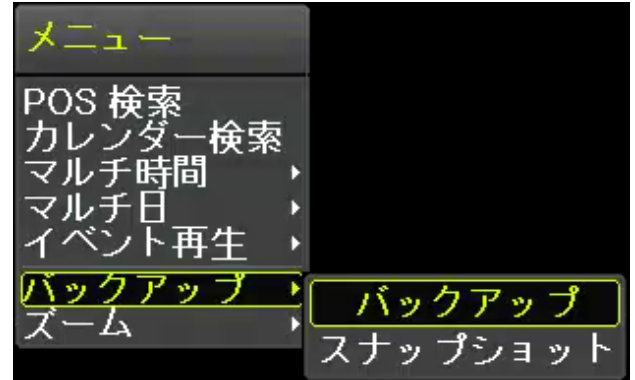 メニュー
POS 検索
カレンダー検索
マルチ時間
マルチ日
イベント再生
バックアップ
バックアップ
ズーム
スナップショット